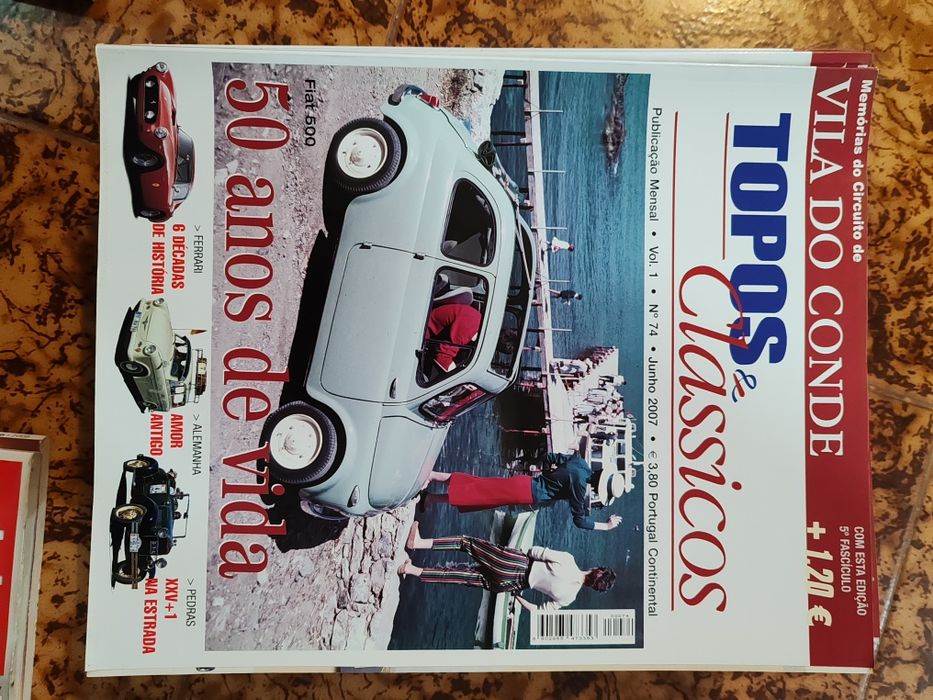 Memórias do Circuito de
VILA DO CONDE
COM ESTA EDIÇÃO
5º FASCÍCULO
+ 1,20 €
TOPOS &
Clássicos
Publicação Mensal • Vol. 1 • Nº 74 • Junho 2007 • € 3,80 Portugal Continental
Fiat 500
50 anos de vida
> FERRARI
6 DÉCADAS
DE HISTÓRIA
> ALEMANHA
AMOR
ANTIGO
> PEDRAS
XXV+1
NA ESTRADA